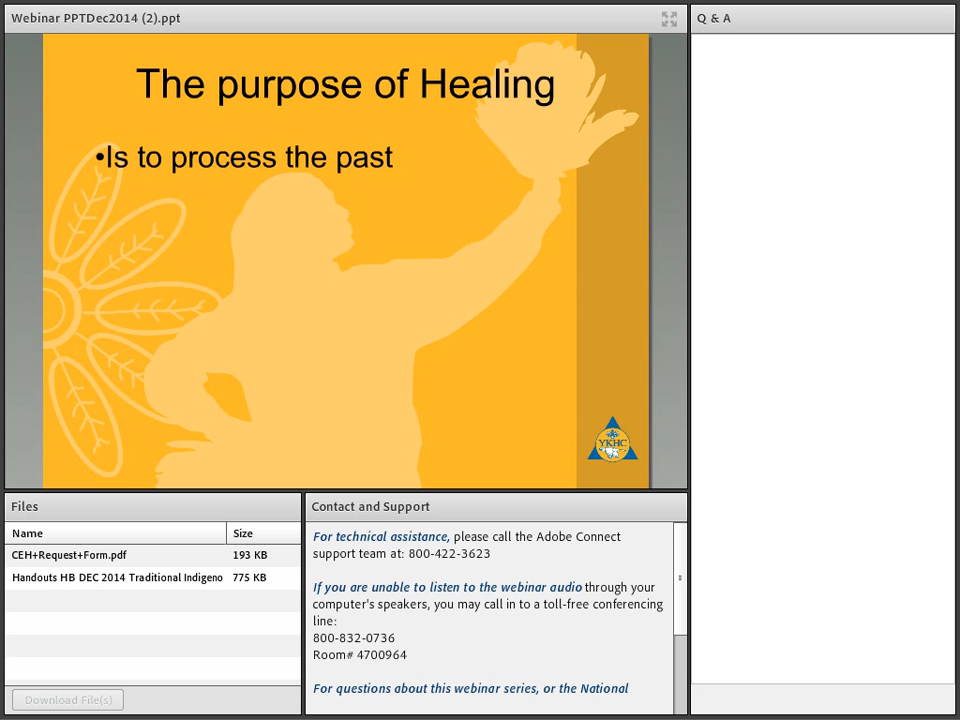 Webinar PPTDec2014 (2).ppt
The purpose of Healing
•Is to process the past
YKHC
Q & A
Files
Name Size
CEH+Request+Form.pdf 193 KB
Handouts HB DEC 2014 Traditional Indigeno 775 KB
Download File(s)
Contact and Support
For technical assistance, please call the Adobe Connect
support team at: 800-422-3623
If you are unable to listen to the webinar audio through your
computer's speakers, you may call in to a toll-free conferencing
line:
800-832-0736
Room# 4700964
For questions about this webinar series, or the National